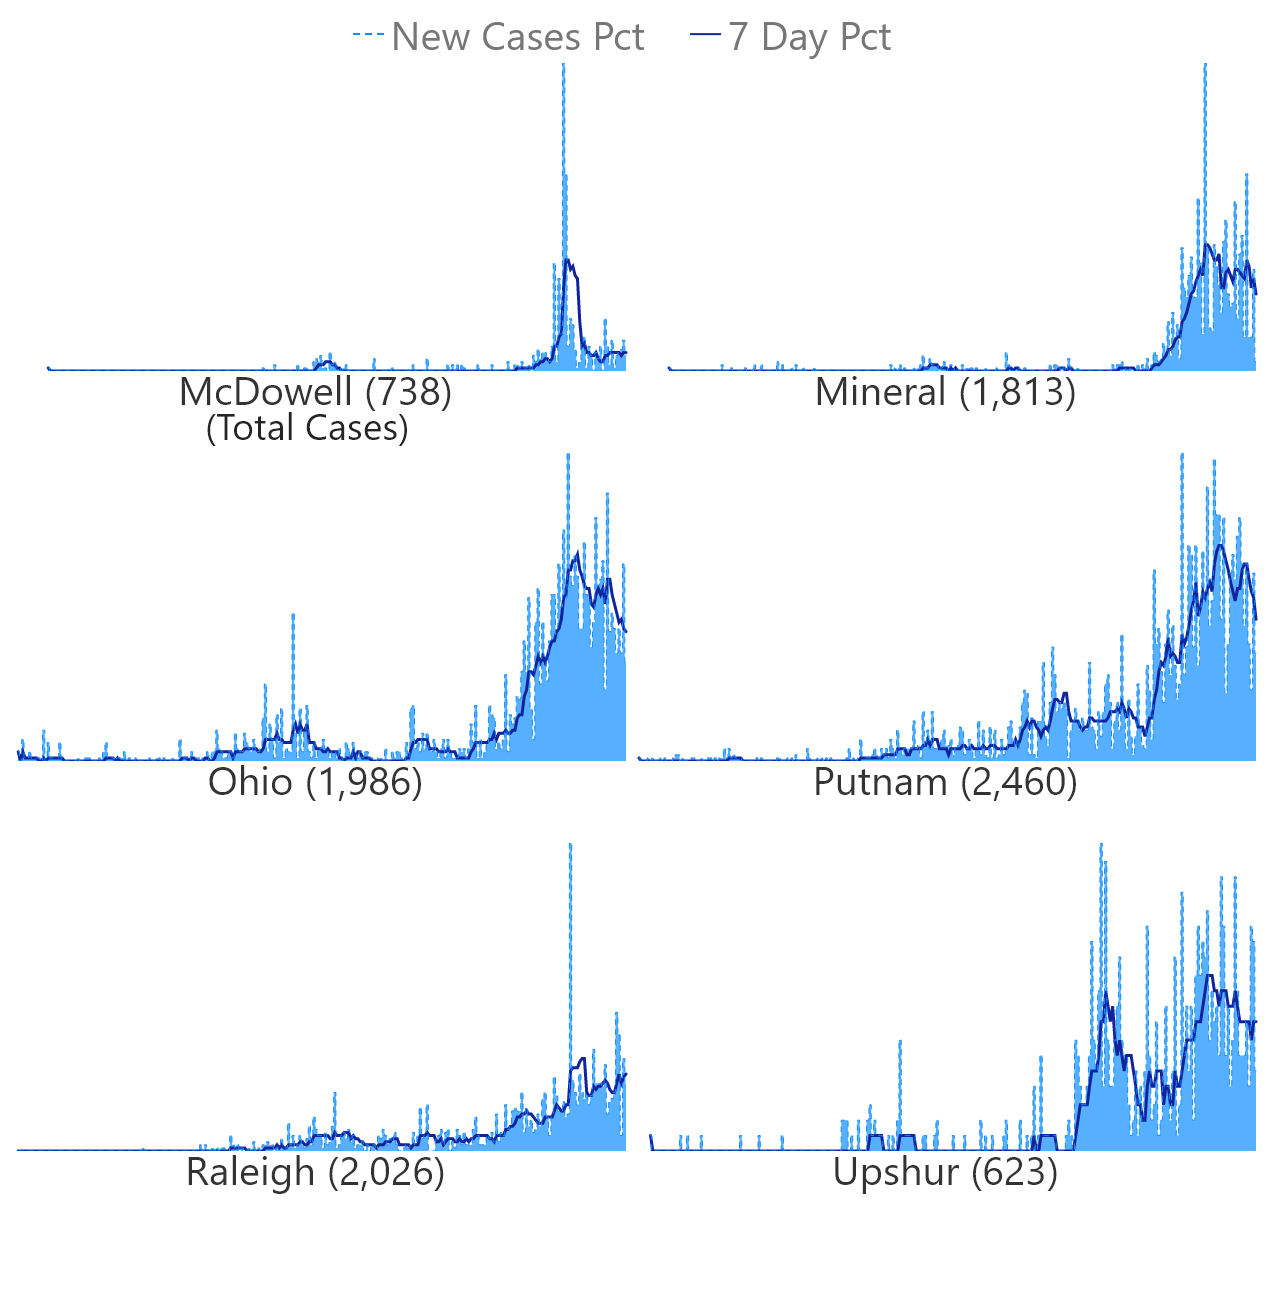 New Cases Pct 7 Day Pct
McDowell (738)
(Total Cases)
Mineral (1,813)
Ohio (1,986)
Putnam (2,460)
Raleigh (2,026)
Upshur (623)